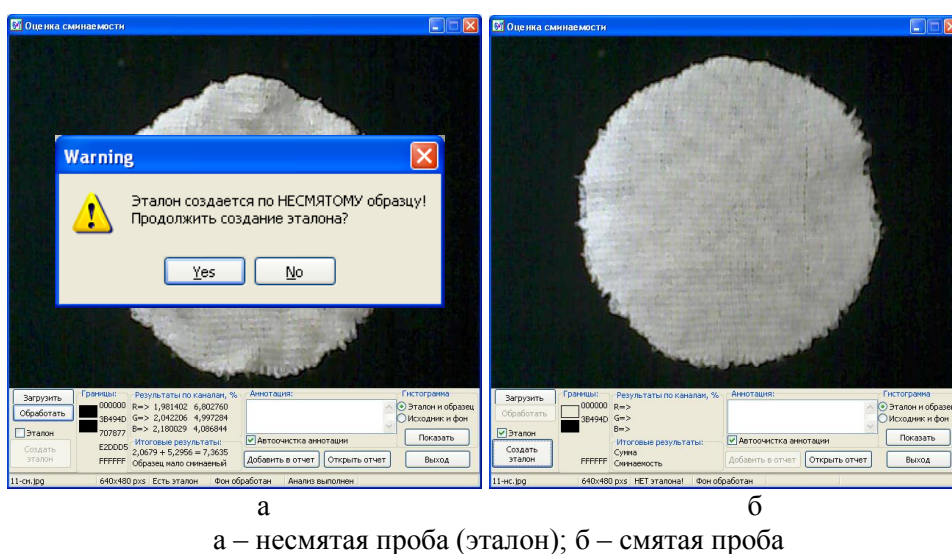 Оценка сминаемости
Warning
Эталон создается по НЕСМЯТОМУ образцу!
Продолжить создание эталона?
Yes
No
Загрузить
Обработать
Эталон
Создать эталон
Границы:
000000
3B494D
707877
E2DDD5
FFFFFF
Результаты по каналам, %
R=> 1,981402 6,802760
G=> 2,042206 4,997284
B=> 2,180029 4,086844
Итоговые результаты:
2,0679 + 5,2956 = 7,3635
Образец мало сминаемый
Аннотация:
Автоочистка аннотации
Добавить в отчет
Открыть отчет
Гистограмма
Эталон и образец
Исходник и фон
Показать
Выход
11-см.jpg
640x480 pxs
Есть эталон
Фон обработан
Анализ выполнен
Оценка сминаемости
Загрузить
Обработать
Эталон
Создать эталон
Границы:
000000
3B494D
FFFFFF
Результаты по каналам, %
R=>
G=>
B=>
Итоговые результаты:
Сумма
Сминаемость
Аннотация:
Автоочистка аннотации
Добавить в отчет
Открыть отчет
Гистограмма
Эталон и образец
Исходник и фон
Показать
Выход
11-нс.jpg
640x480 pxs
НЕТ эталона!
Фон обработан
а
б
а – несмятая проба (эталон); б – смятая проба